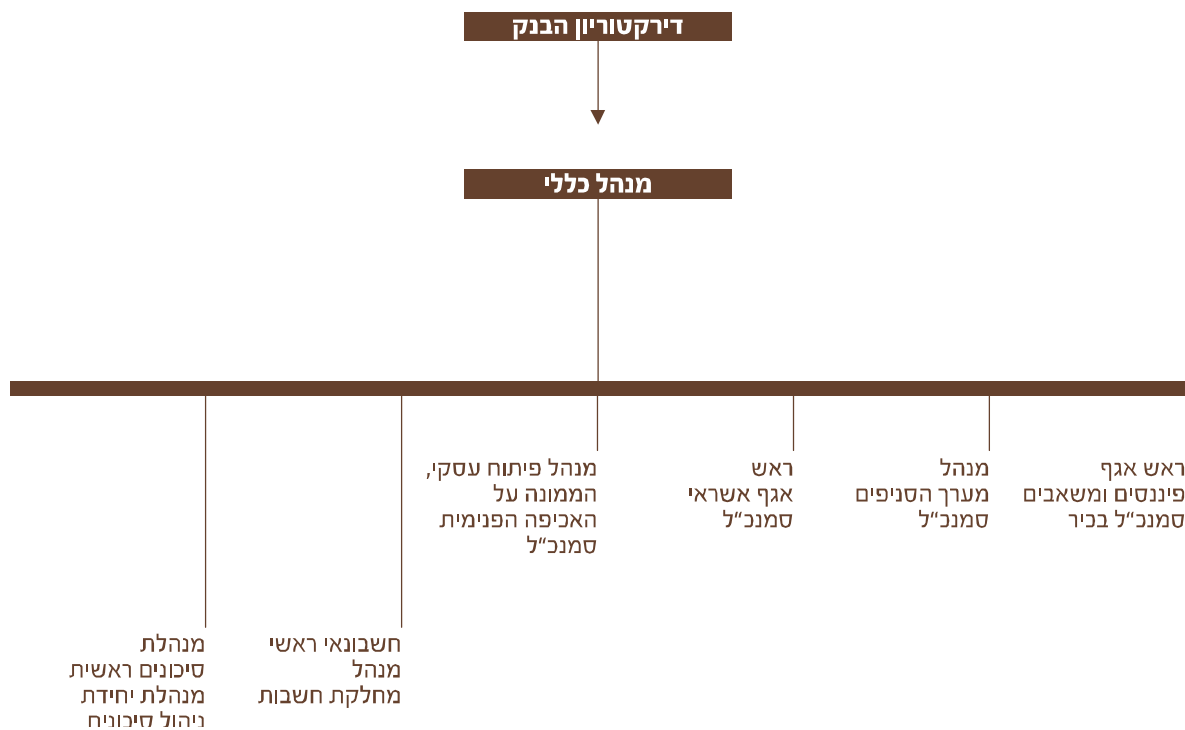 דירקטוריון הבנק
מנהל כללי
ראש אגף
פיננסים ומשאבים
סמנכ"ל בכיר
מנהל
מערך הסניפים
סמנכ"ל
ראש
אגף אשראי
סמנכ"ל
מנהל פיתוח עסקי,
הממונה על
האכיפה הפנימית
סמנכ"ל
חשבונאי ראשי
מנהל
מחלקת חשבות
מנהלת
סיכונים ראשית
מנהלת יחידת
ניהול סיכונים